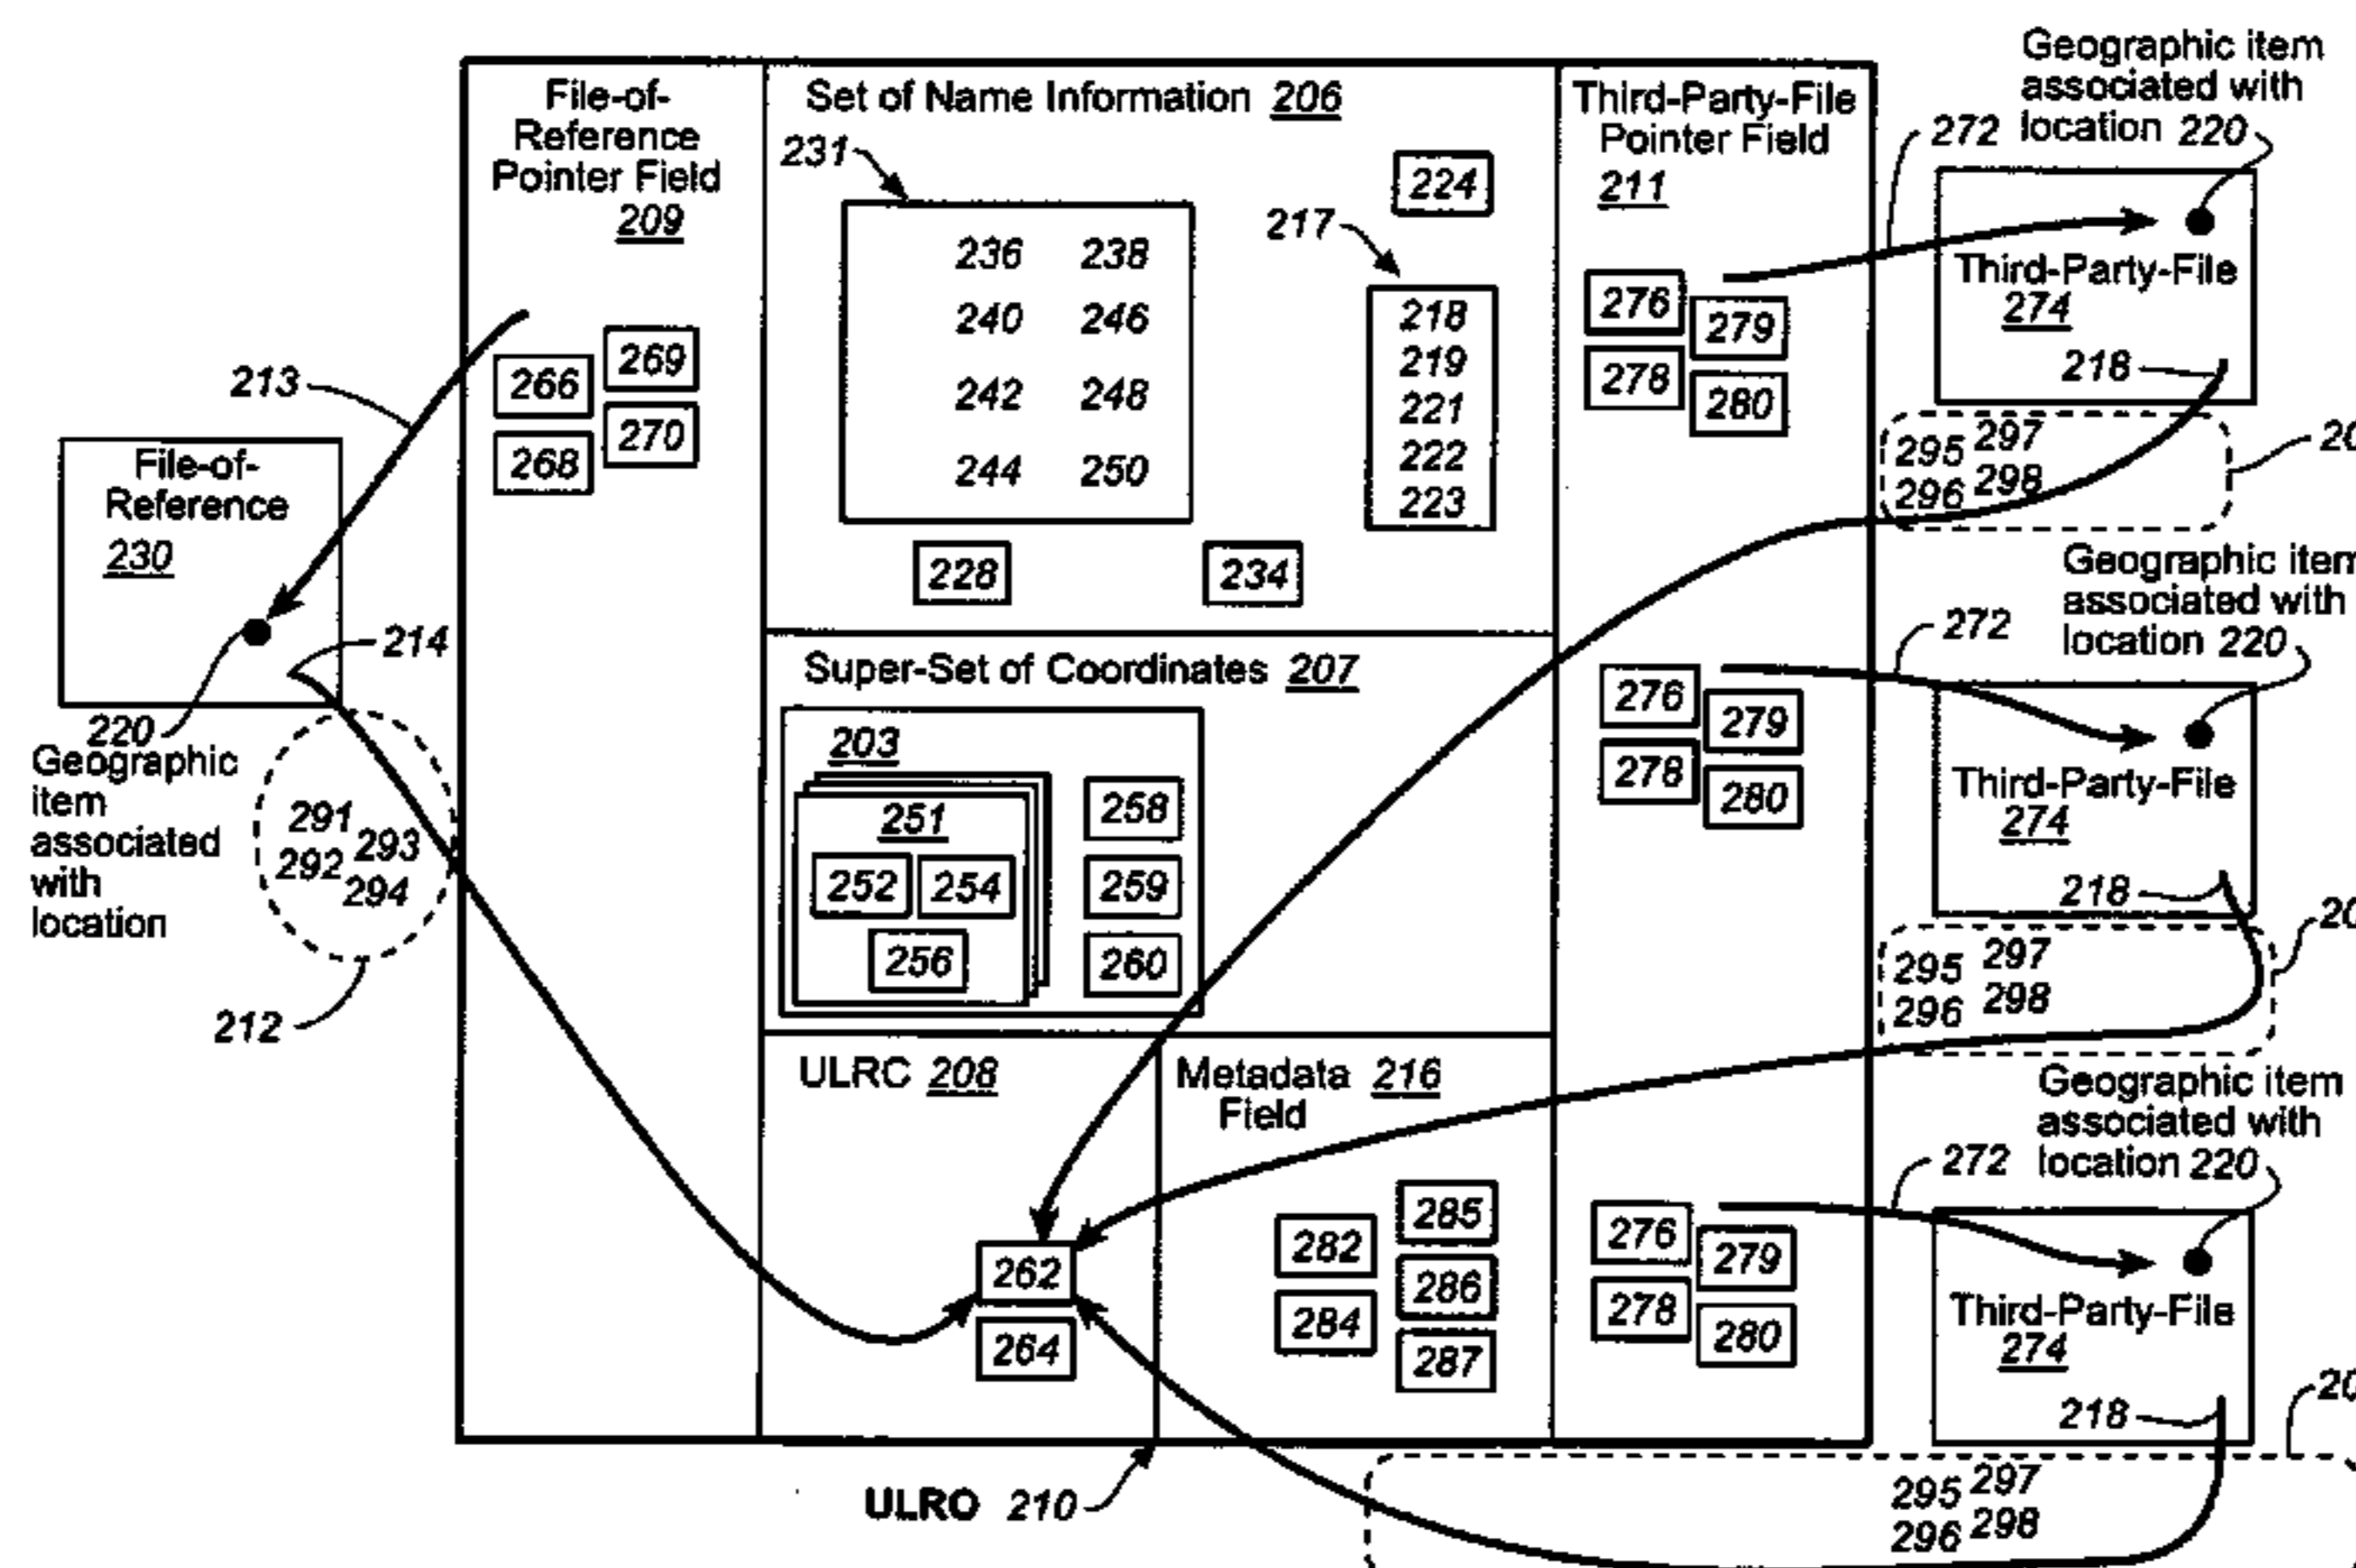 File-of-
Reference
Pointer Field
209
213
266
269
268
270
File-of-
Reference
230
214
220
Geographic
item
associated
with
location
291
293
292
294
212
Set of Name Information 206
231
224
217
236 238
240 246
242 248
244 250
218
219
221
222
223
228
234
Super-Set of Coordinates 207
203
251
252
254
256
258
259
260
ULRC 208
262
264
Metadata 216
Field
282
285
286
284
287
ULRO 210
Third-Party-File
Pointer Field
211
276
279
278
280
276
279
278
280
276
279
278
280
Geographic item
associated with
location 220
272
Third-Party-File
274
218
295 297
296 298
Geographic item
associated with
location 220
272
Third-Party-File
274
218
295 297
296 298
Geographic item
associated with
location 220
272
Third-Party-File
274
218
295 297
296 298